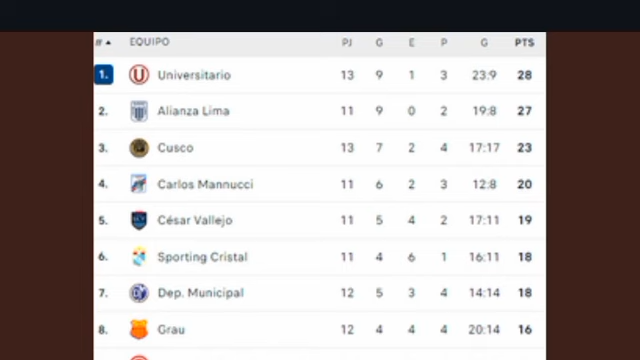 # ▲ EQUIPO PJ G E P G PTS
1. Universitario 13 9 1 3 23:9 28
2. Alianza Lima 11 9 0 2 19:8 27
3. Cusco 13 7 2 4 17:17 23
4. Carlos Mannucci 11 6 2 3 12:8 20
5. César Vallejo 11 5 4 2 17:11 19
6. Sporting Cristal 11 4 6 1 16:11 18
7. Dep. Municipal 12 5 3 4 14:14 18
8. Grau 12 4 4 4 20:14 16